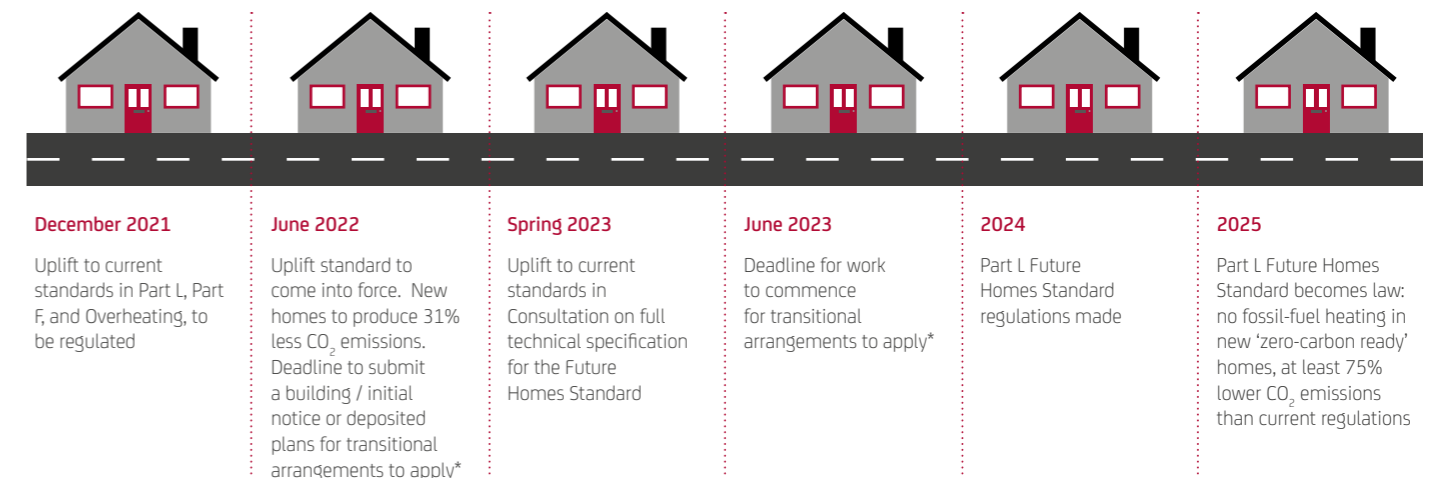 December 2021
Uplift to current
standards in Part L, Part
F, and Overheating, to
be regulated
June 2022
Uplift standard to
come into force.  New
homes to produce 31%
less CO₂ emissions.
Deadline to submit
a building / initial
notice or deposited
plans for transitional
arrangements to apply*
Spring 2023
Uplift to current
standards in
Consultation on full
technical specification
for the Future
Homes Standard
June 2023
Deadline for work
to commence
for transitional
arrangements to apply*
2024
Part L Future
Homes Standard
regulations made
2025
Part L Future Homes
Standard becomes law:
no fossil-fuel heating in
new ‘zero-carbon ready’
homes, at least 75%
lower CO₂ emissions
than current regulations